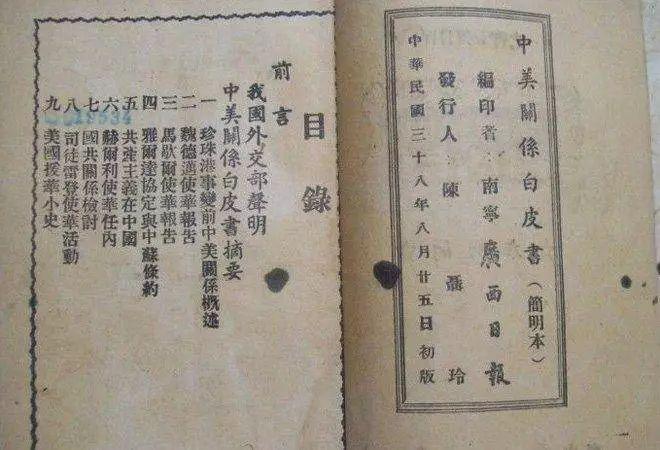 中美關係白皮書（簡明本）
編印者：南寧廣西日報
發行人：陳聶玲
中華民國三十八年八月廿五日初版
目錄
前言
我國外交部聲明
中美關係白皮書摘要
一　珍珠港事變前中美關係概述
二　魏德邁使華報告
三　馬歇爾使華報告
四　雅爾達協定與中蘇條約
五　共產主義在中國
六　赫爾利使華任內
七　國共關係檢討
八　司徒雷登使華活動
九　美國援華小史
19534